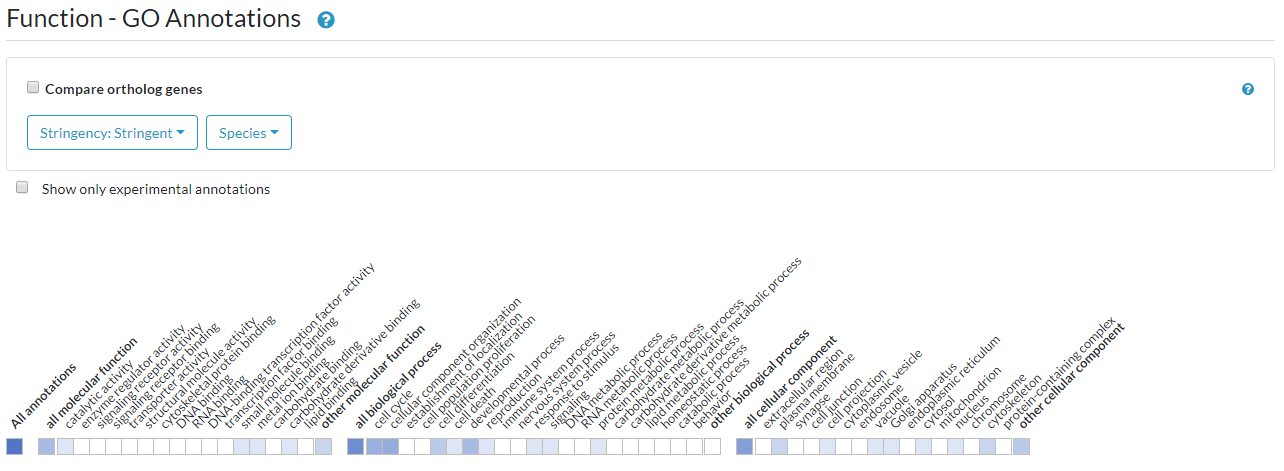 Function - GO Annotations
Compare ortholog genes
Stringency: Stringent
Species
Show only experimental annotations
All annotations
all molecular function
catalytic activity
enzyme regulator activity
signaling receptor activity
signaling receptor binding
transporter activity
structural molecule activity
cytoskeletal protein binding
DNA binding
RNA binding
DNA-binding transcription factor activity
transcription factor binding
small molecule binding
metal ion binding
carbohydrate binding
carbohydrate derivative binding
lipid binding
other molecular function
all biological process
cell cycle
cellular component organization
establishment of localization
cell population proliferation
cell differentiation
cell death
developmental process
reproduction
immune system process
nervous system process
response to stimulus
signaling
DNA metabolic process
RNA metabolic process
protein metabolic process
carbohydrate metabolic process
carbohydrate derivative metabolic process
lipid metabolic process
homeostatic process
catabolic process
behavior
other biological process
all cellular component
extracellular region
plasma membrane
synapse
cell junction
cell projection
cytoplasmic vesicle
endosome
vacuole
Golgi apparatus
endoplasmic reticulum
cytosol
mitochondrion
nucleus
chromosome
cytoskeleton
protein-containing complex
other cellular component